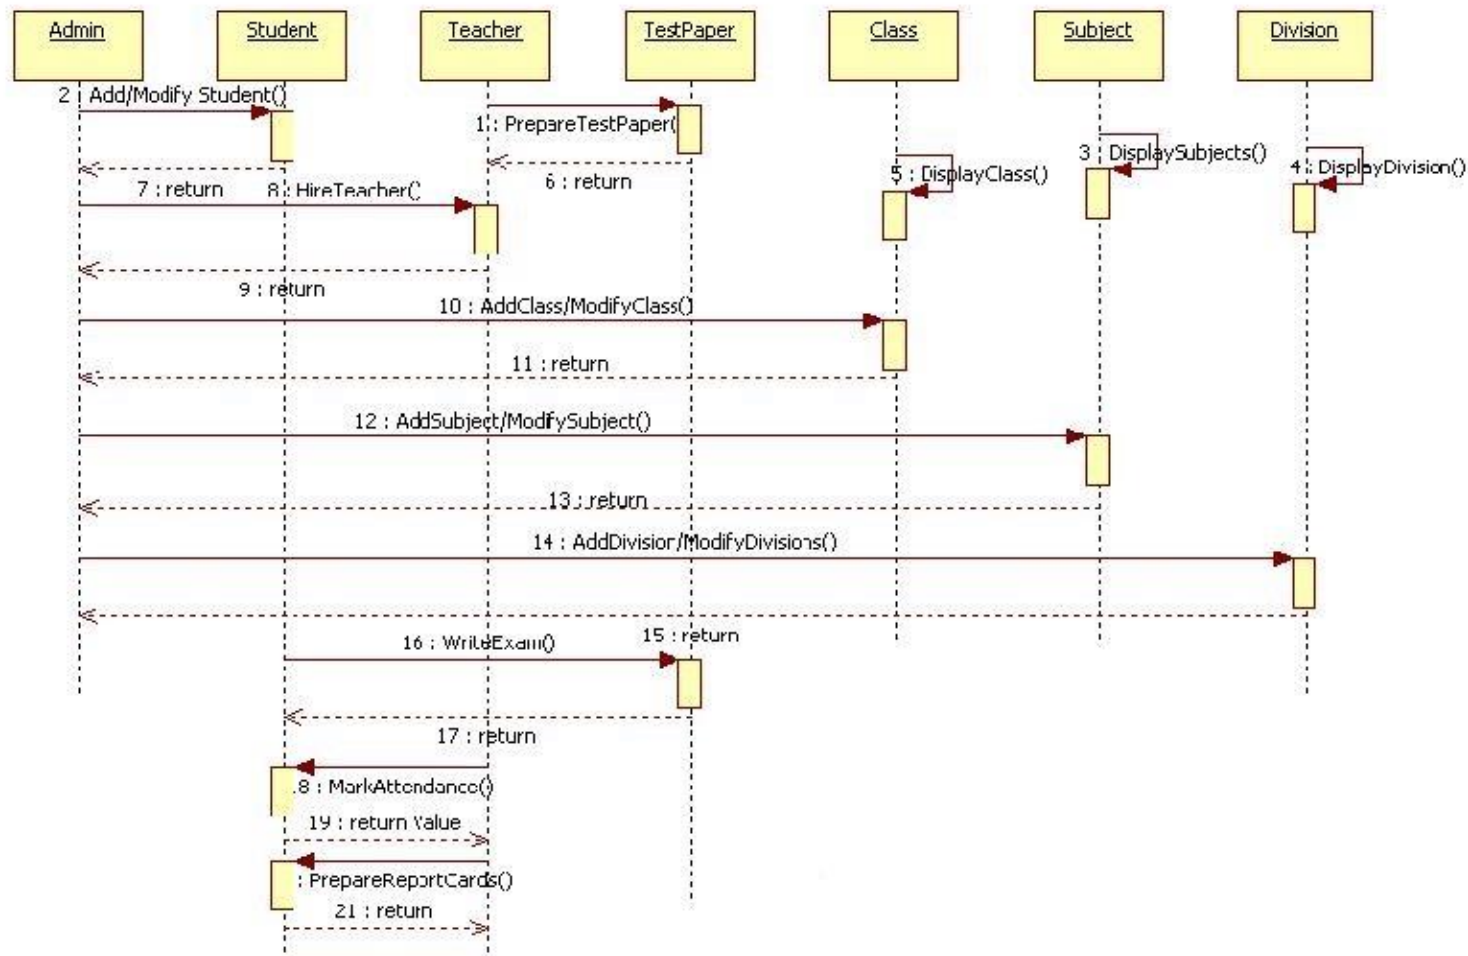 Admin Student Teacher TestPaper Class Subject Division
2 : Add/Modify Student()
1 : PrepareTestPaper(
3 : DisplaySubjects()
4 : DisplayDivision()
5 : DisplayClass()
6 : return
7 : return
8 : HireTeacher()
9 : return
10 : AddClass/ModifyClass()
11 : return
12 : AddSubject/ModifySubject()
13 : return
14 : AddDivision/ModifyDivisions()
15 : return
16 : WriteExam()
17 : return
8 : MarkAttendance()
19 : return Value
: PrepareReportCards()
21 : return